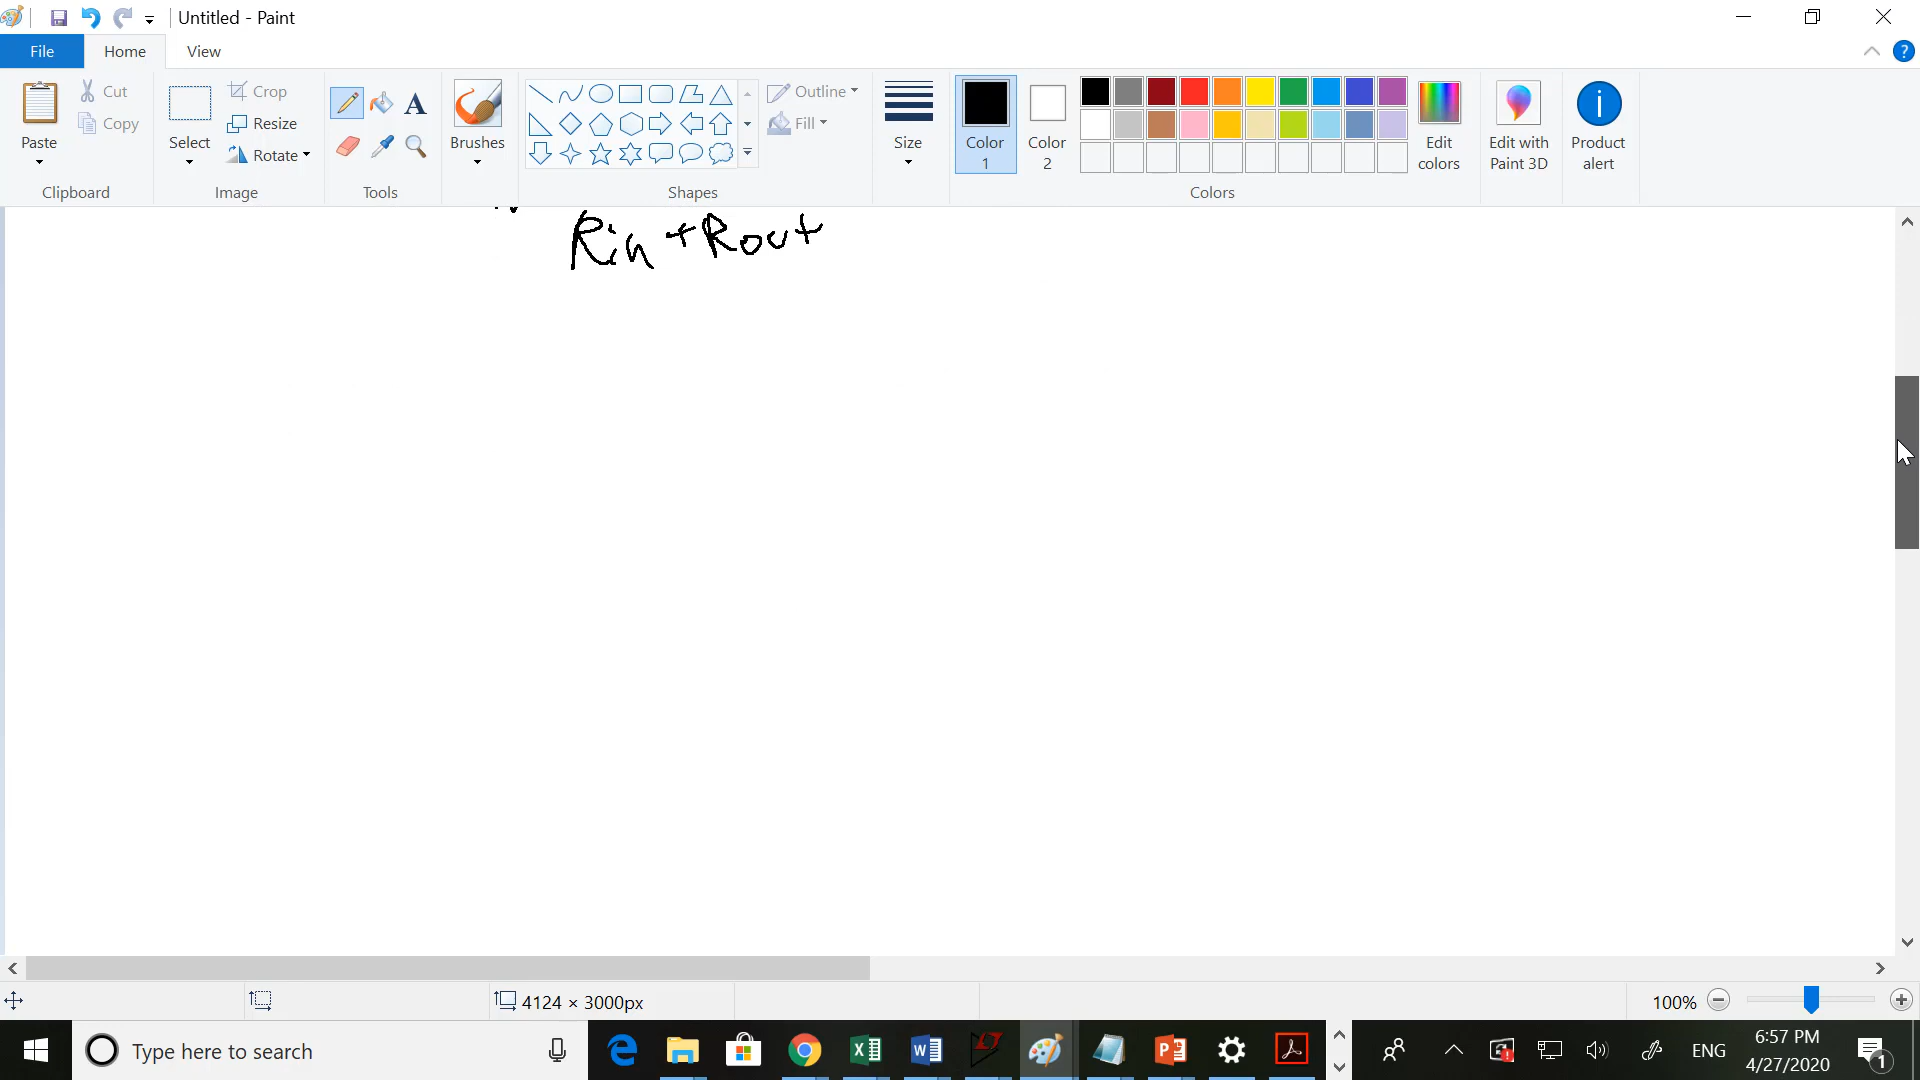 Untitled - Paint
File Home View
Paste Cut Copy
Clipboard
Select Crop Resize Rotate
Image
Tools
Brushes
Shapes
Outline Fill
Size
Color 1
Color 2
Edit colors
Colors
Edit with Paint 3D
Product alert
Rin + Rout
4124 × 3000px
100%
Type here to search
ENG
6:57 PM
4/27/2020
1